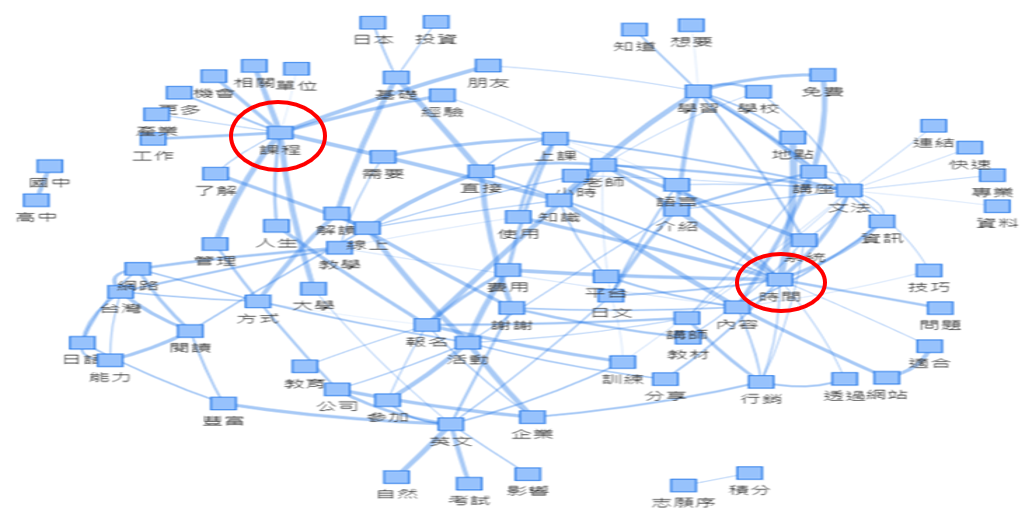 日本
投資
知道
想要
相關
單位
機會
更多
朋友
基礎
經驗
學習
學校
免費
產業
工作
課程
上課
地點
連結
快速
國中
高中
了解
需要
直接
老師
小時
語言
講座
文法
專業
資料
人生
解讀
線上
教學
使用
知識
介紹
系統
資訊
管理
網路
台灣
大學
方式
費用
平台
日文
時間
技巧
日語
能力
閱讀
報名
謝謝
活動
講師
教材
內容
問題
適合
教育
公司
參加
訓練
分享
行銷
透過
網站
豐富
英文
企業
自然
考試
影響
志願序
積分